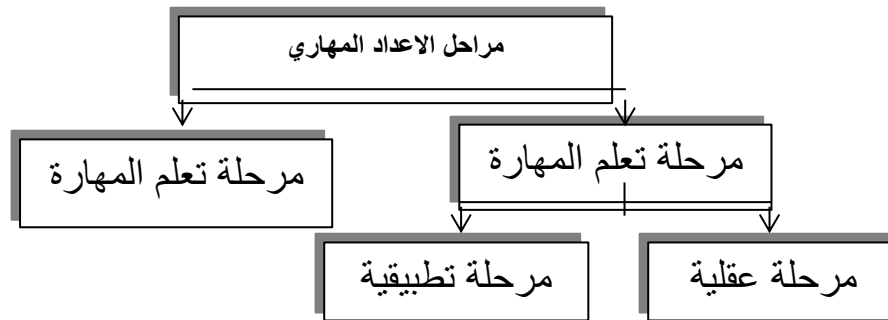 مراحل الاعداد المهاري
مرحلة تعلم المهارة
مرحلة تعلم المهارة
مرحلة عقلية
مرحلة تطبيقية